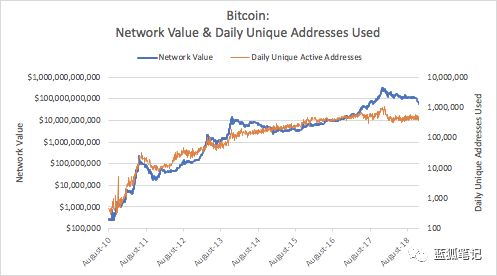 Bitcoin:
Network Value & Daily Unique Addresses Used
Network Value
Daily Unique Active Addresses
$1,000,000,000,000
$100,000,000,000
$10,000,000,000
$1,000,000,000
$100,000,000
$10,000,000
$1,000,000
$100,000
Network Value
10,000,000
1,000,000
100,000
10,000
1,000
100
Daily Unique Addresses Used
August-10
August-11
August-12
August-13
August-14
August-15
August-16
August-17
August-18
蓝狐笔记